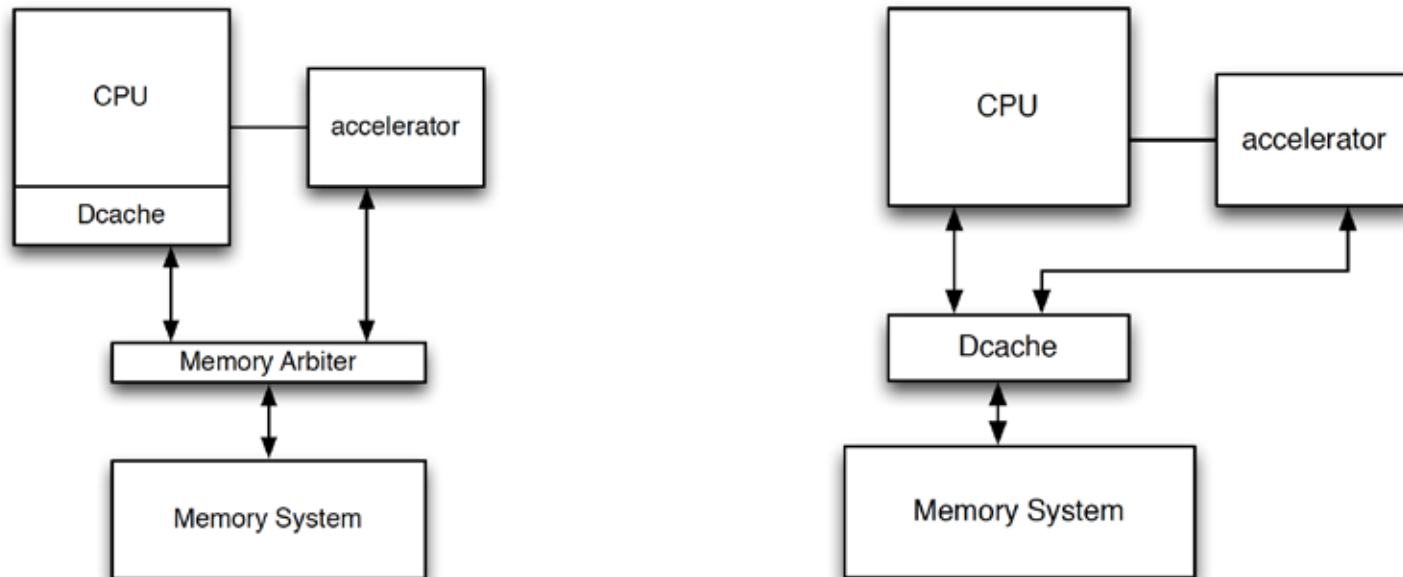 CPU
accelerator
Dcache
Memory Arbiter
Memory System
CPU
accelerator
Dcache
Memory System